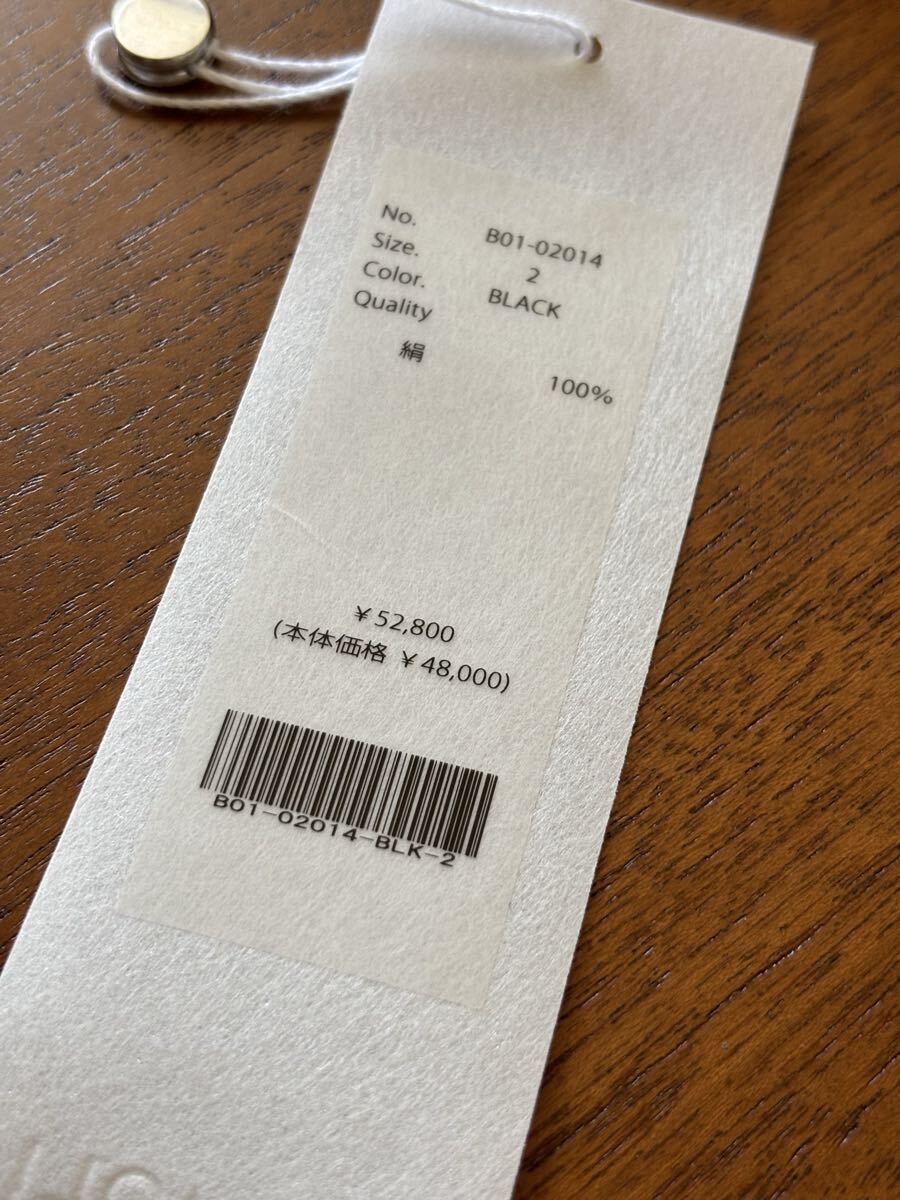 No. B01-02014
Size. 2
Color. BLACK
Quality
絹 100%
¥52,800
(本体価格 ¥48,000)
B01-02014-BLK-2